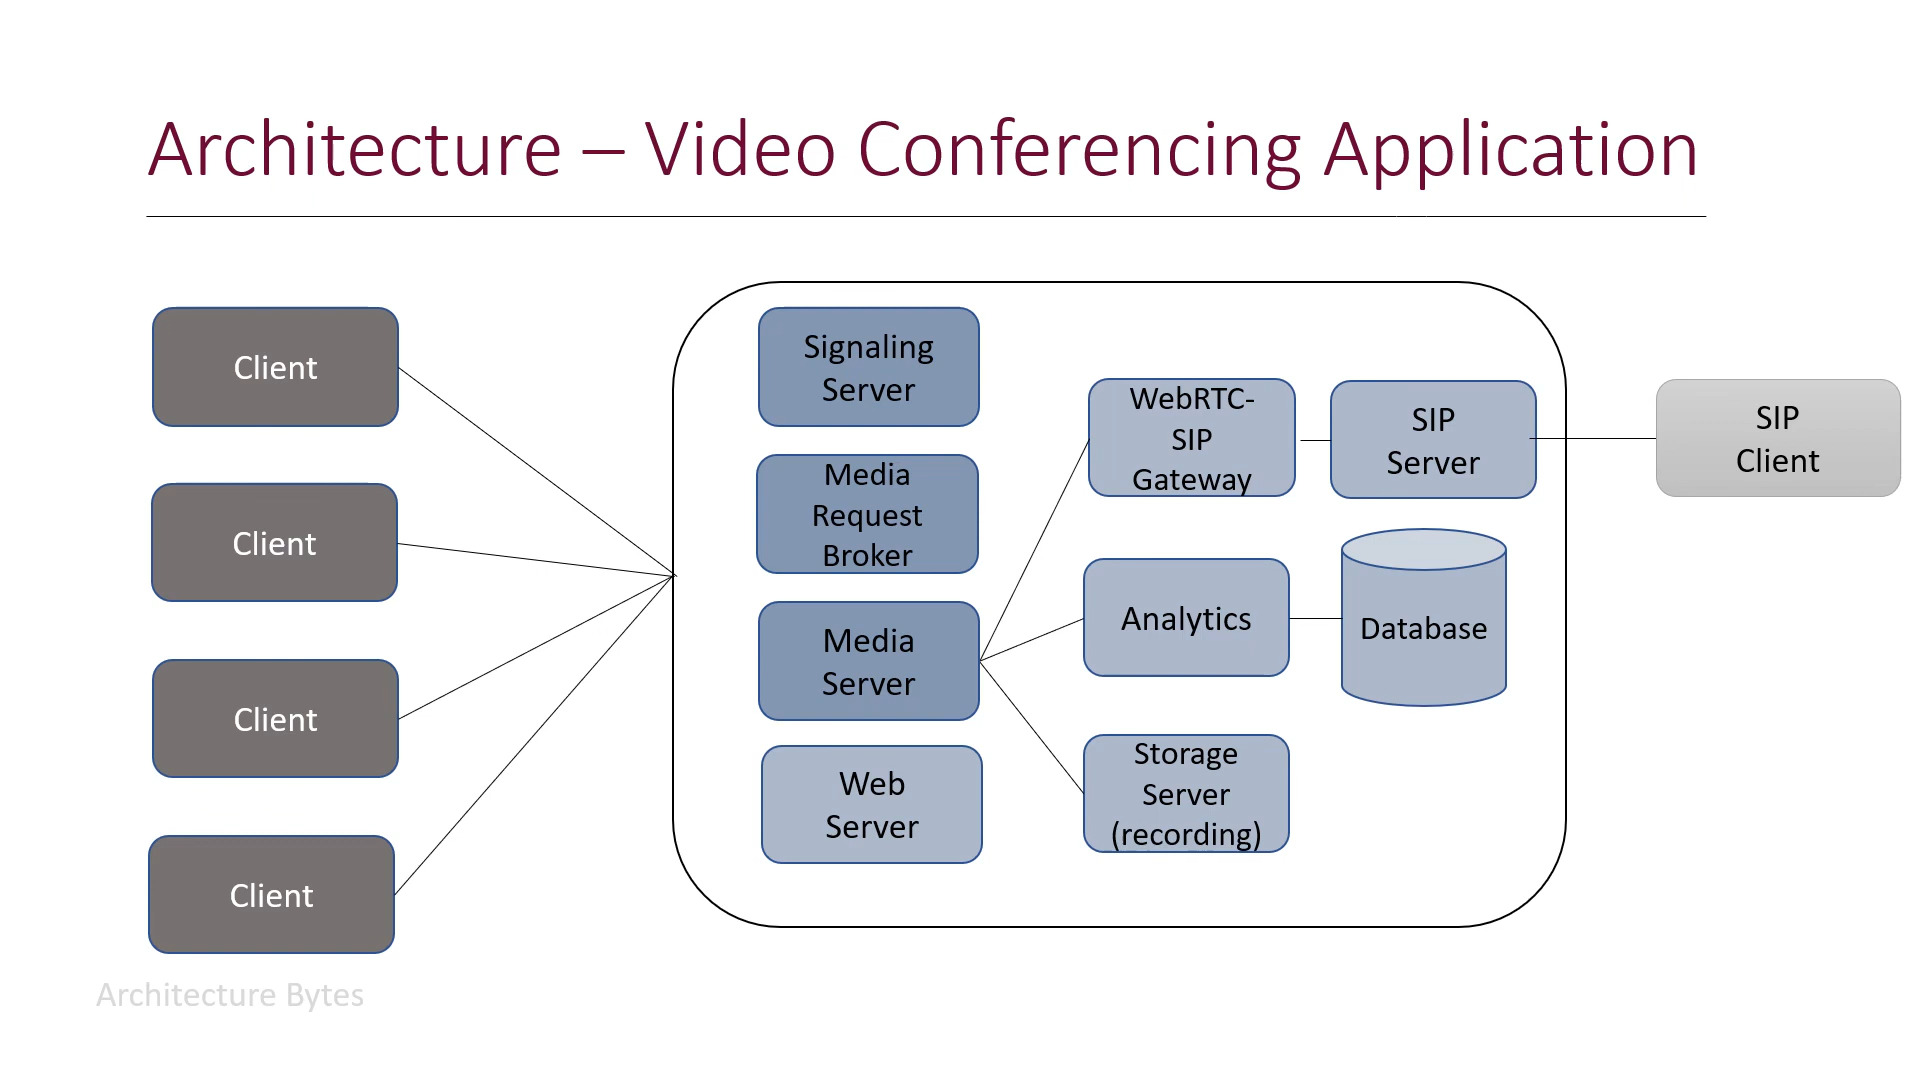 Architecture – Video Conferencing Application
Client
Client
Client
Client
Signaling
Server
Media
Request
Broker
Media
Server
Web
Server
WebRTC-
SIP
Gateway
SIP
Server
Analytics
Database
Storage
Server
(recording)
SIP
Client
Architecture Bytes